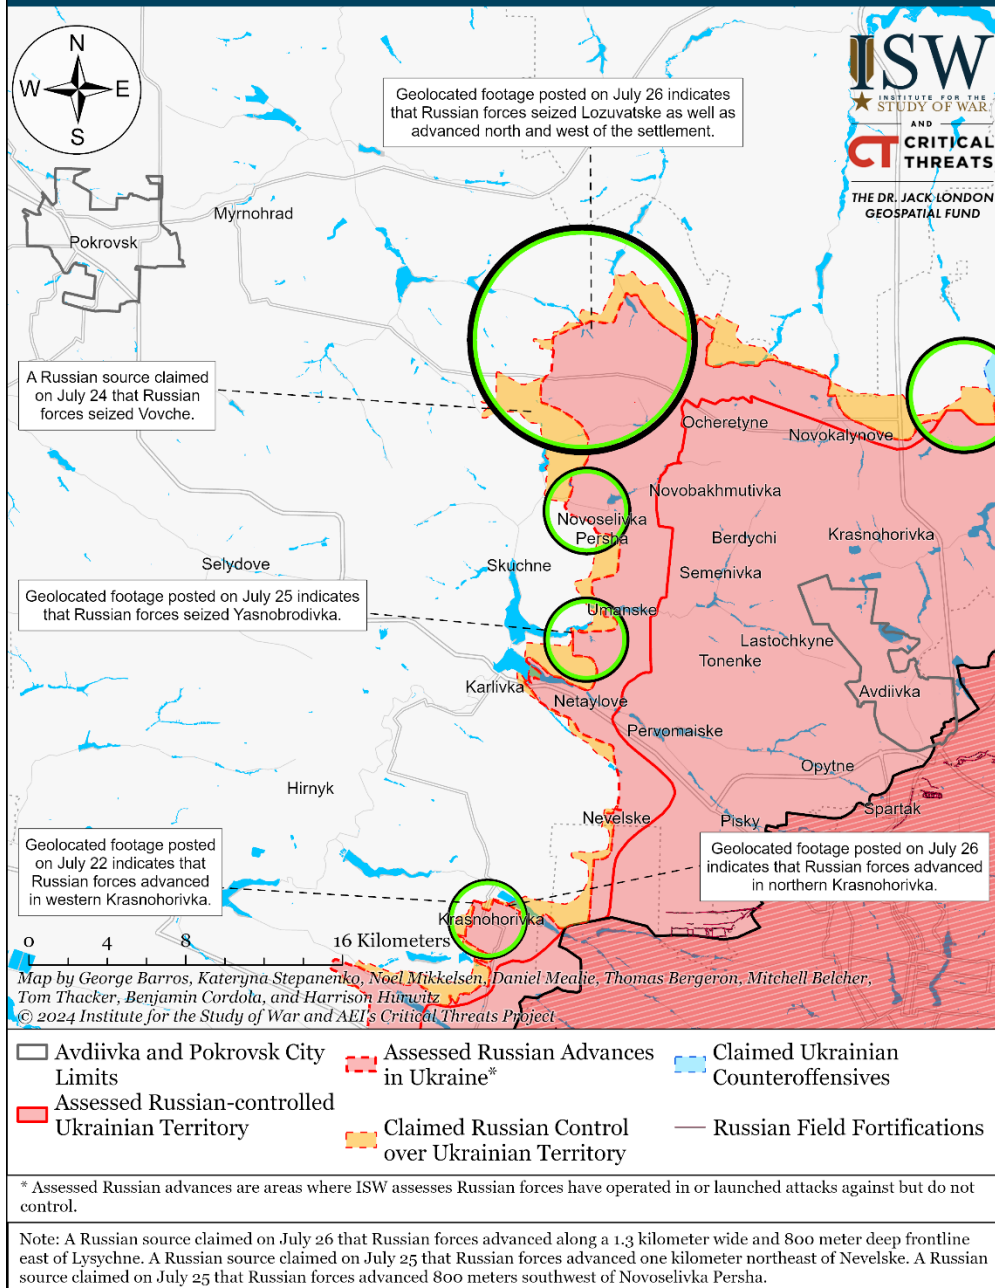 N
W
E
S
ISW
INSTITUTE FOR THE
STUDY OF WAR
AND
CT CRITICAL
THREATS
THE DR. JACK LONDON
GEOSPATIAL FUND
Geolocated footage posted on July 26 indicates
that Russian forces seized Lozuvatske as well as
advanced north and west of the settlement.
Myrnohrad
Pokrovsk
A Russian source claimed
on July 24 that Russian
forces seized Vovche.
Ocheretyne
Novokalynove
Novobakhmutivka
Novoselivka
Persha
Berdychi
Krasnohorivka
Selydove
Skuchne
Semenivka
Geolocated footage posted on July 25 indicates
that Russian forces seized Yasnobrodivka.
Umanske
Lastochkyne
Tonenke
Karlivka
Netaylove
Avdiivka
Pervomaiske
Opytne
Hirnyk
Nevelske
Pisky
Spartak
Geolocated footage posted
on July 22 indicates that
Russian forces advanced
in western Krasnohorivka.
Geolocated footage posted on July 26
indicates that Russian forces advanced
in northern Krasnohorivka.
Krasnohorivka
0 4 8 16 Kilometers
Map by George Barros, Kateryna Stepanenko, Noel Mikkelsen, Daniel Mealie, Thomas Bergeron, Mitchell Belcher,
Tom Thacker, Benjamin Cordola, and Harrison Hurwitz
© 2024 Institute for the Study of War and AEI's Critical Threats Project
Avdiivka and Pokrovsk City
Limits
Assessed Russian-controlled
Ukrainian Territory
Assessed Russian Advances
in Ukraine*
Claimed Russian Control
over Ukrainian Territory
Claimed Ukrainian
Counteroffensives
Russian Field Fortifications
* Assessed Russian advances are areas where ISW assesses Russian forces have operated in or launched attacks against but do not
control.
Note: A Russian source claimed on July 26 that Russian forces advanced along a 1.3 kilometer wide and 800 meter deep frontline
east of Lysychne. A Russian source claimed on July 25 that Russian forces advanced one kilometer northeast of Nevelske. A Russian
source claimed on July 25 that Russian forces advanced 800 meters southwest of Novoselivka Persha.